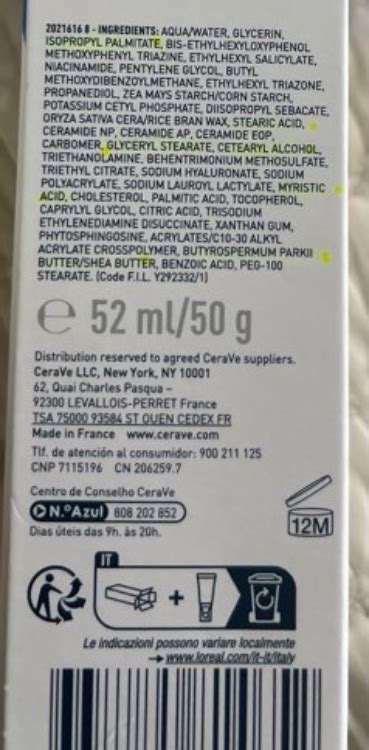 2021616 8 - INGREDIENTS: AQUA/WATER, GLYCERIN,
ISOPROPYL PALMITATE, BIS-ETHYLHEXYLOXYPHENOL
METHOXYPHENYL TRIAZINE, ETHYLHEXYL SALICYLATE,
NIACINAMIDE, PENTYLENE GLYCOL, BUTYL
METHOXYDIBENZOYLMETHANE, ETHYLHEXYL TRIAZONE,
PROPANEDIOL, ZEA MAYS STARCH/CORN STARCH,
POTASSIUM CETYL PHOSPHATE, DIISOPROPYL SEBACATE,
ORYZA SATIVA CERA/RICE BRAN WAX, STEARIC ACID,
CERAMIDE NP, CERAMIDE AP, CERAMIDE EOP,
CARBOMER, GLYCERYL STEARATE, CETEARYL ALCOHOL,
TRIETHANOLAMINE, BEHENTRIMONIUM METHOSULFATE,
TRIETHYL CITRATE, SODIUM HYALURONATE, SODIUM
POLYACRYLATE, SODIUM LAUROYL LACTYLATE, MYRISTIC
ACID, CHOLESTEROL, PALMITIC ACID, TOCOPHEROL,
CAPRYLYL GLYCOL, CITRIC ACID, TRISODIUM
ETHYLENEDIAMINE DISUCCINATE, XANTHAN GUM,
PHYTOSPHINGOSINE, ACRYLATES/C10-30 ALKYL
ACRYLATE CROSSPOLYMER, BUTYROSPERMUM PARKII
BUTTER/SHEA BUTTER, BENZOIC ACID, PEG-100
STEARATE. (Code F.I.L. Y292332/1)
℮ 52 ml/50 g
Distribution reserved to agreed CeraVe suppliers.
CeraVe LLC, New York, NY 10001
62, Quai Charles Pasqua –
92300 LEVALLOIS-PERRET France
TSA 75000 93584 ST OUEN CEDEX FR
Made in France www.cerave.com
Tlf. de atención al consumidor: 900 211 125
CNP 7115196 CN 206259.7
Centro de Conselho CeraVe
N.º Azul 808 202 852
Dias úteis das 9h. às 20h.
12M
IT
+
Le indicazioni possono variare localmente
→ www.loreal.com/it-it/italy